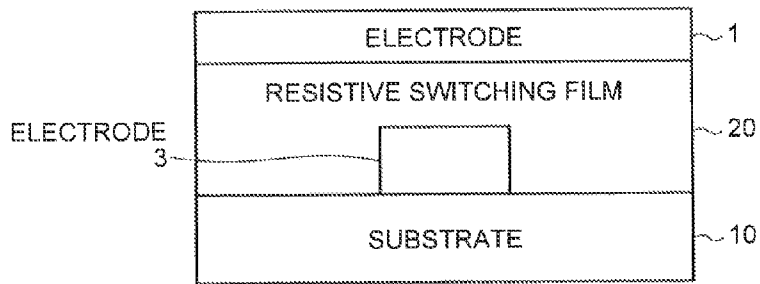 ELECTRODE 1
RESISTIVE SWITCHING FILM
20
ELECTRODE
3
SUBSTRATE 10